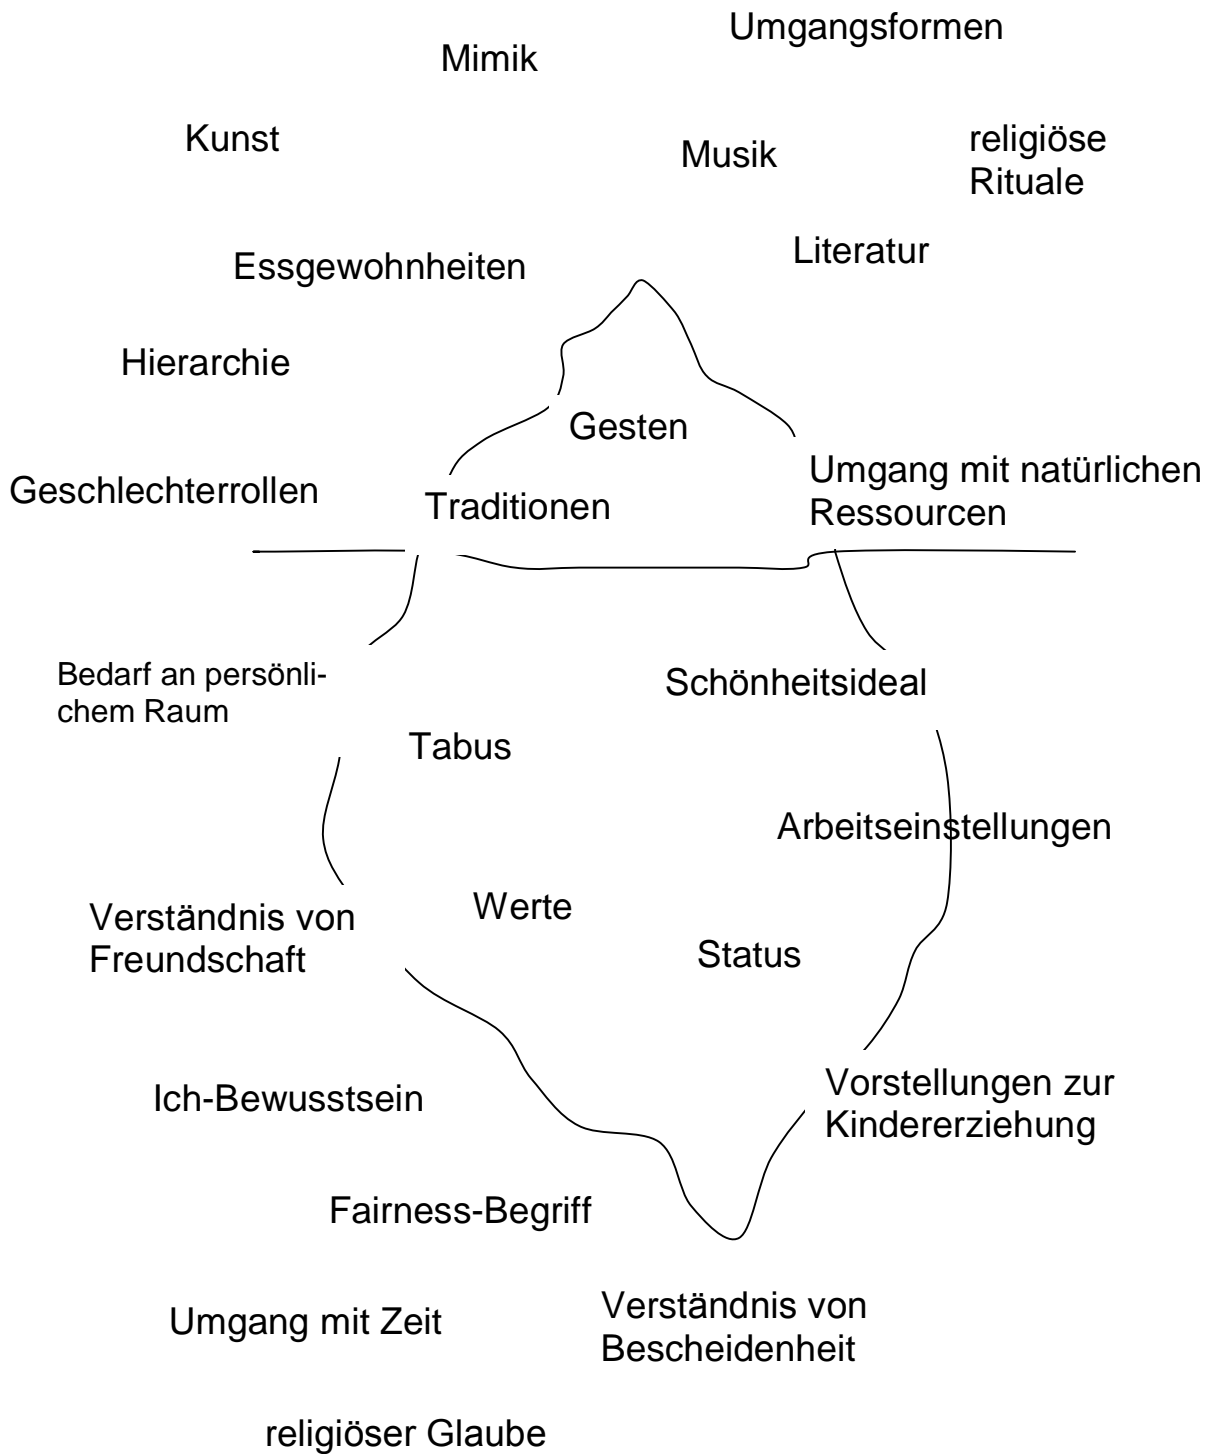 Umgangsformen
Mimik
Kunst
Musik
religiöse
Rituale
Literatur
Essgewohnheiten
Hierarchie
Gesten
Umgang mit natürlichen
Ressourcen
Geschlechterrollen
Traditionen
Bedarf an persönli-
chem Raum
Schönheitsideal
Tabus
Arbeitseinstellungen
Werte
Verständnis von
Freundschaft
Status
Vorstellungen zur
Kindererziehung
Ich-Bewusstsein
Fairness-Begriff
Umgang mit Zeit
Verständnis von
Bescheidenheit
religiöser Glaube